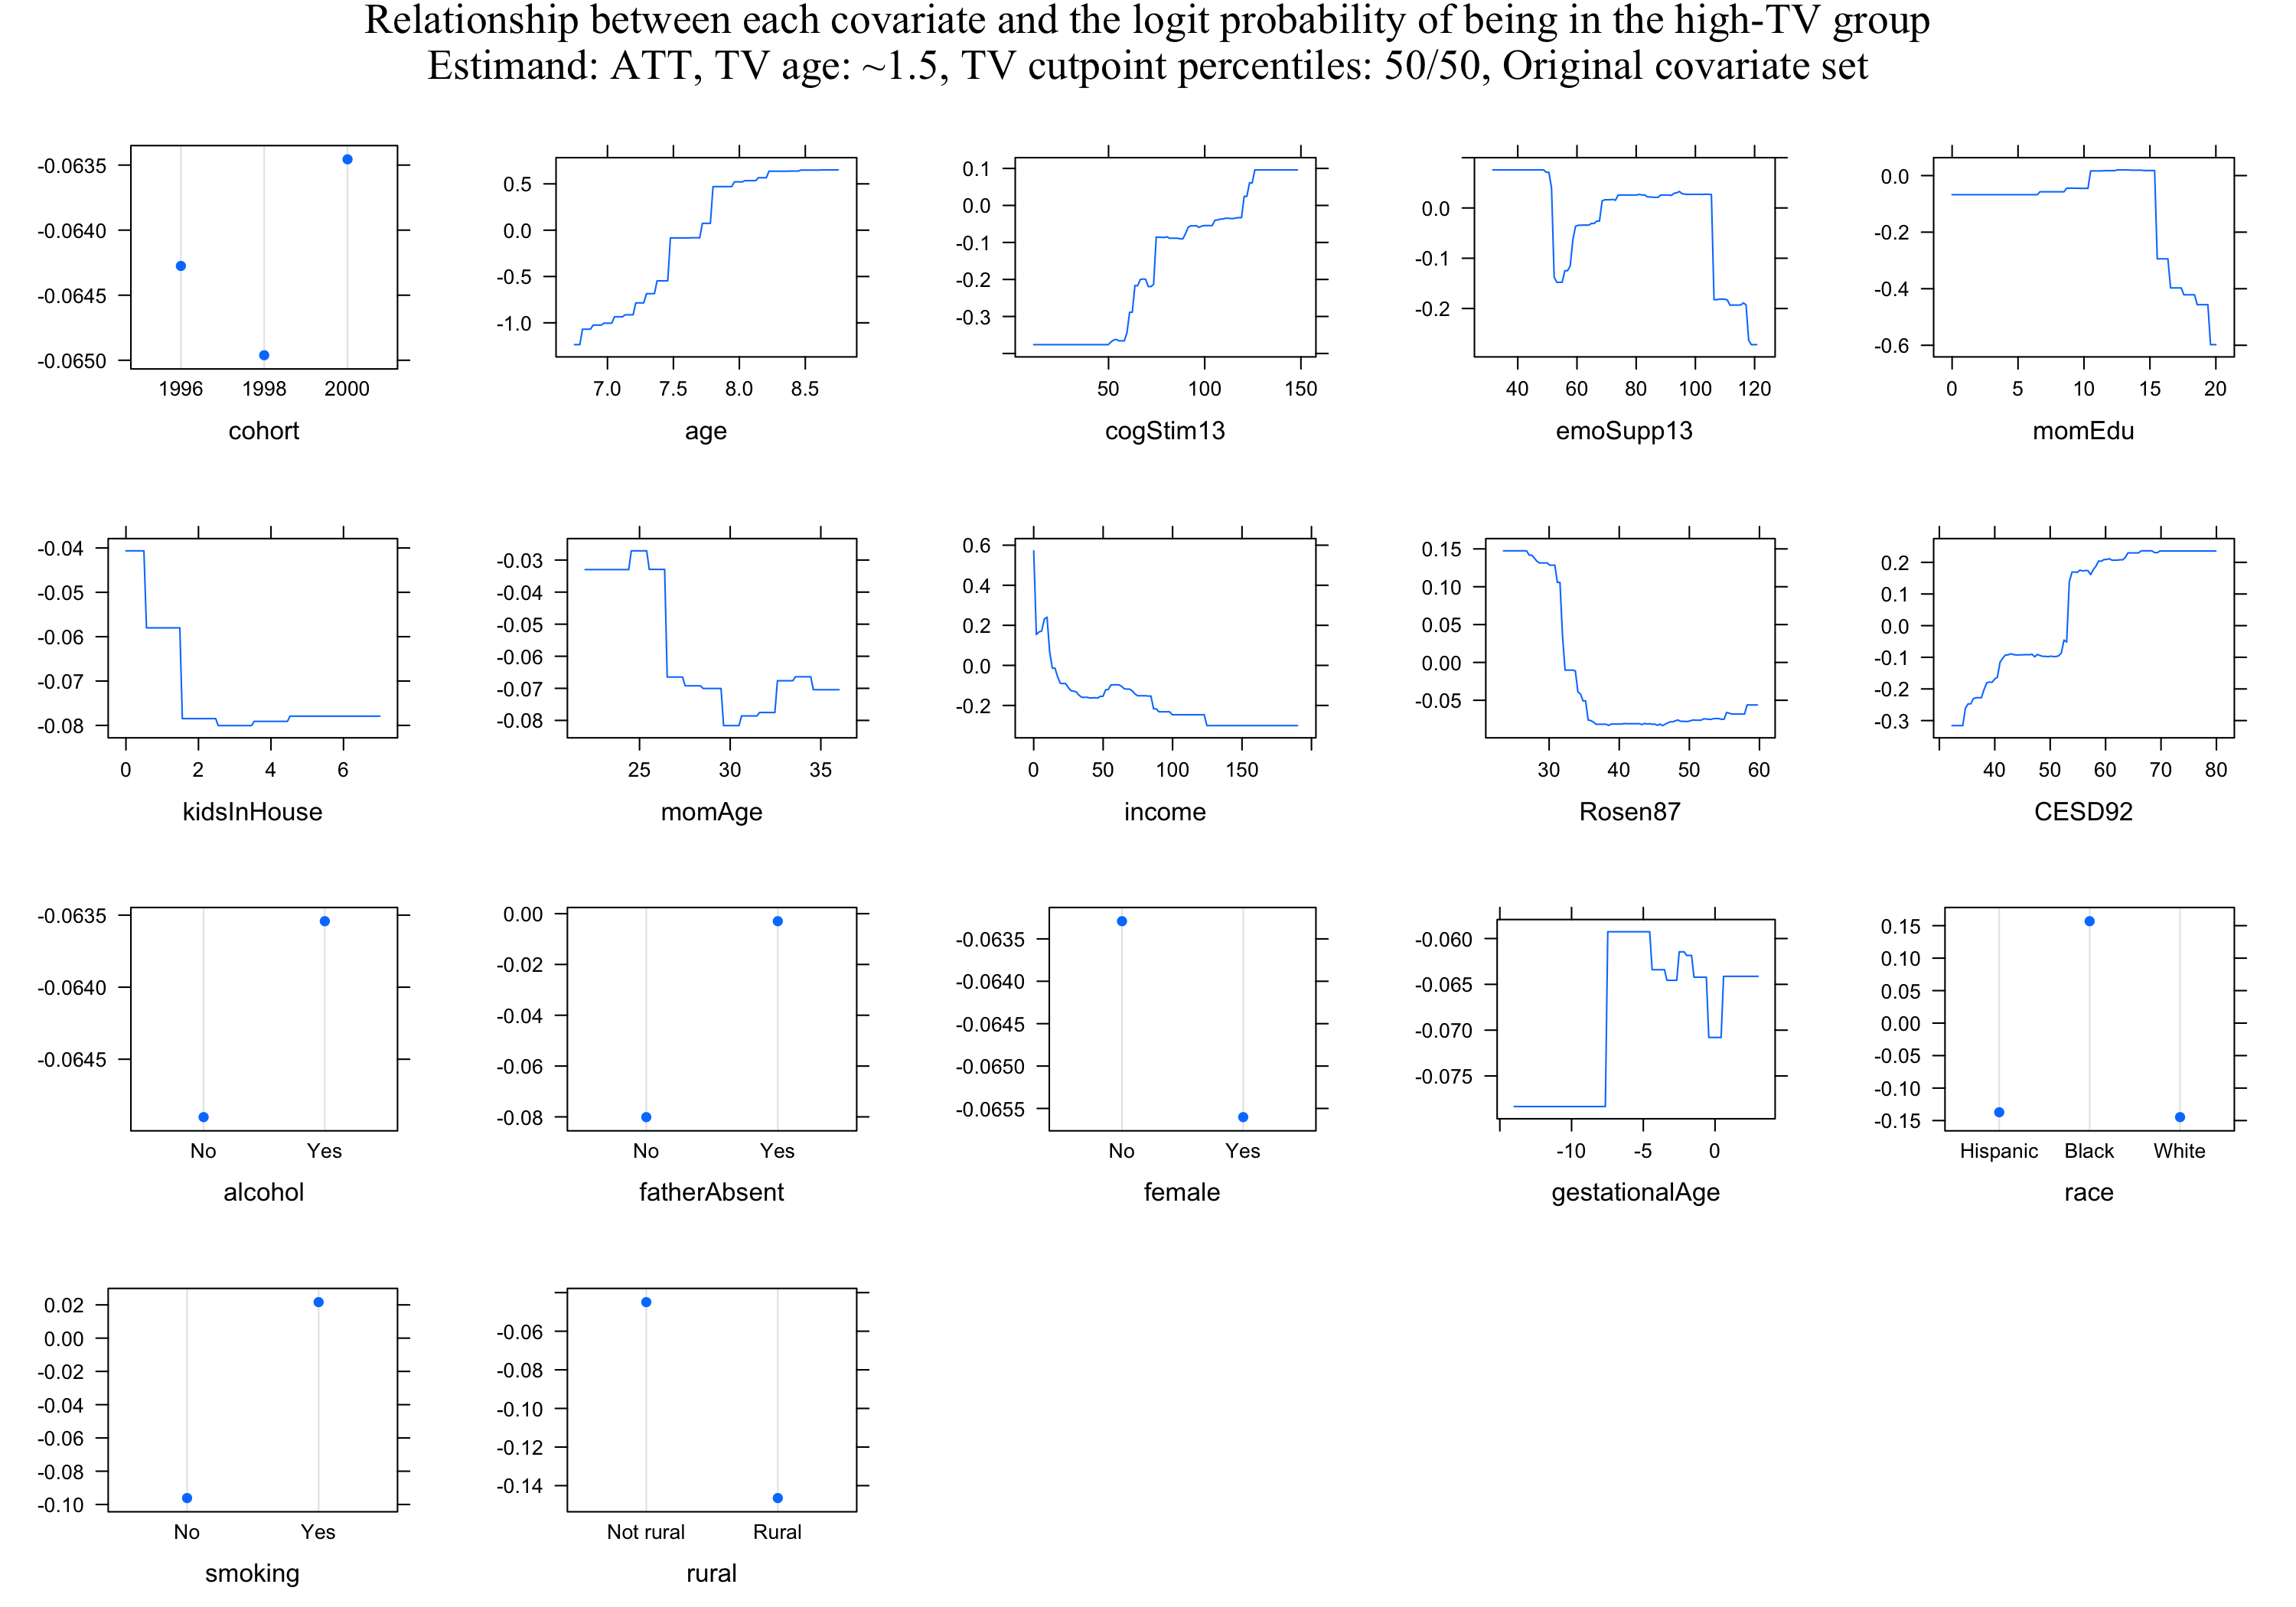 Relationship between each covariate and the logit probability of being in the high-TV group
Estimand: ATT, TV age: ~1.5, TV cutpoint percentiles: 50/50, Original covariate set
-0.0635
-0.0640
-0.0645
-0.0650
1996 1998 2000
cohort
0.5
0.0
-0.5
-1.0
7.0 7.5 8.0 8.5
age
0.1
0.0
-0.1
-0.2
-0.3
50 100 150
cogStim13
0.0
-0.1
-0.2
40 60 80 100 120
emoSupp13
0.0
-0.2
-0.4
-0.6
0 5 10 15 20
momEdu
-0.04
-0.05
-0.06
-0.07
-0.08
0 2 4 6
kidsInHouse
-0.03
-0.04
-0.05
-0.06
-0.07
-0.08
25 30 35
momAge
0.6
0.4
0.2
0.0
-0.2
0 50 100 150
income
0.15
0.10
0.05
0.00
-0.05
30 40 50 60
Rosen87
0.2
0.1
0.0
-0.1
-0.2
-0.3
40 50 60 70 80
CESD92
-0.0635
-0.0640
-0.0645
No Yes
alcohol
0.00
-0.02
-0.04
-0.06
-0.08
No Yes
fatherAbsent
-0.0635
-0.0640
-0.0645
-0.0650
-0.0655
No Yes
female
-0.060
-0.065
-0.070
-0.075
-10 -5 0
gestationalAge
0.15
0.10
0.05
0.00
-0.05
-0.10
-0.15
Hispanic Black White
race
0.02
0.00
-0.02
-0.04
-0.06
-0.08
-0.10
No Yes
smoking
-0.06
-0.08
-0.10
-0.12
-0.14
Not rural Rural
rural